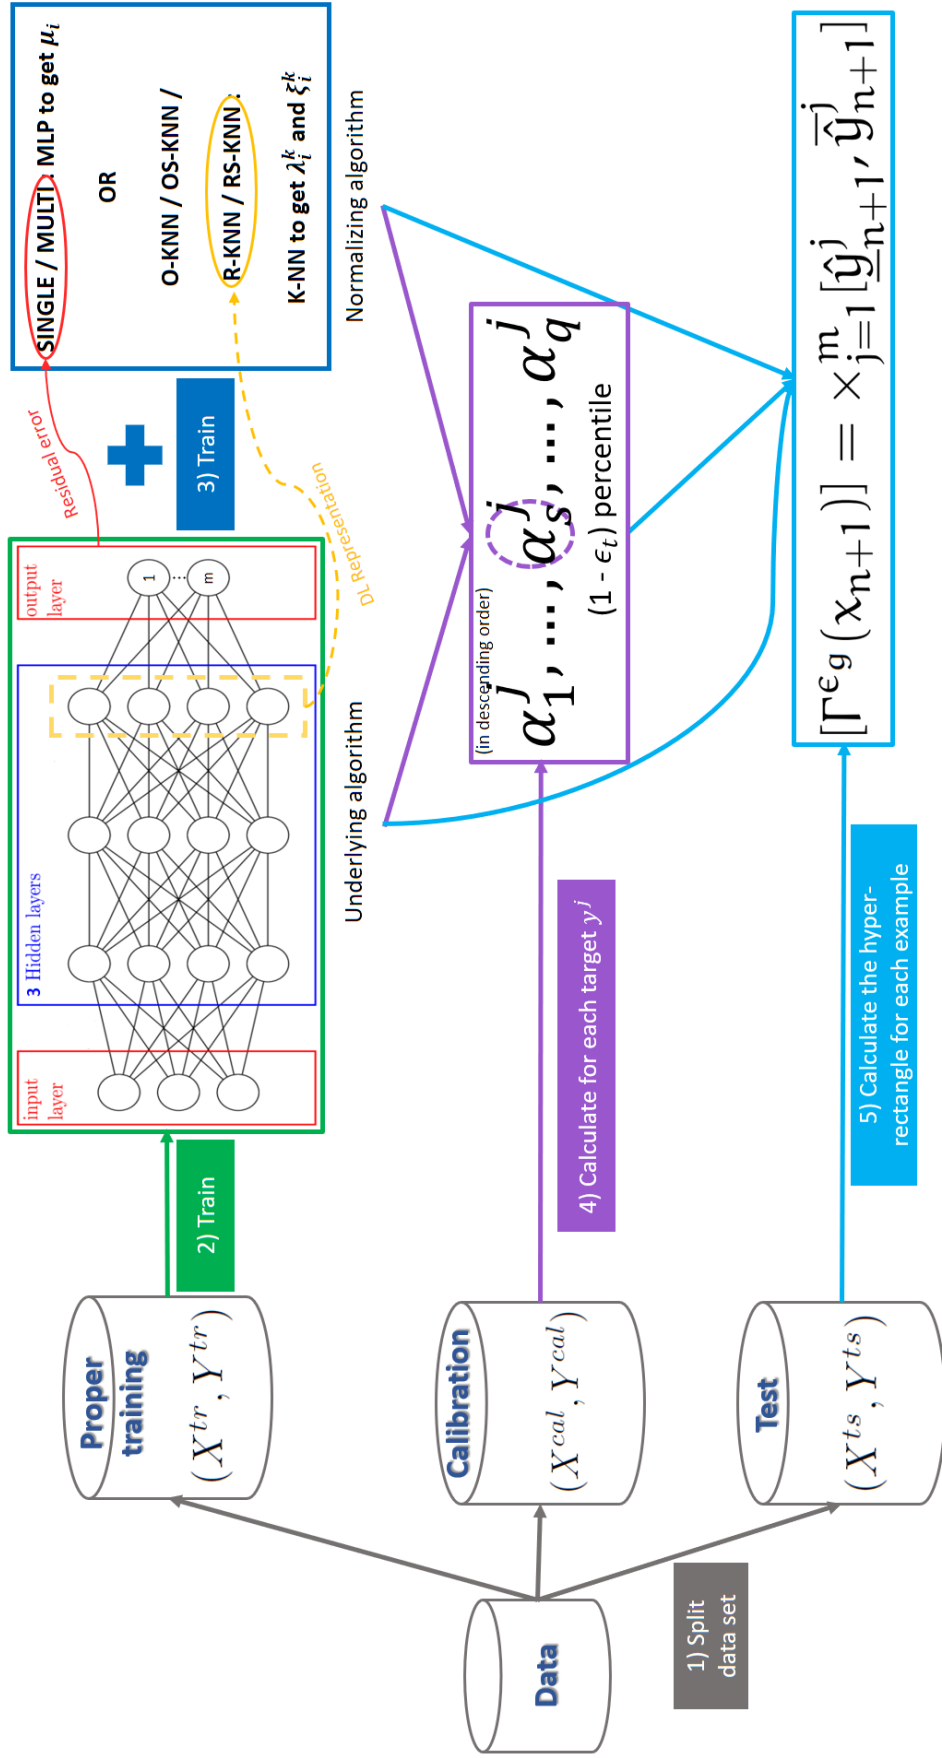 Data
1) Split
data set
Proper
training
(X^{tr}, Y^{tr})
Calibration
(X^{cal}, Y^{cal})
Test
(X^{ts}, Y^{ts})
2) Train
input
layer
3 Hidden layers
output
layer
1
...
m
Underlying algorithm
Residual error
DL Representation
3) Train
SINGLE / MULTI : MLP to get μ_i
OR
O-KNN / OS-KNN /
R-KNN / RS-KNN :
K-NN to get λ_i^k and ξ_i^k
Normalizing algorithm
4) Calculate for each target y^j
(in descending order)
α_1^j, ..., α_s^j, ..., α_q^j
(1 - ϵ_t) percentile
5) Calculate the hyper-
rectangle for each example
[Γ^{ϵ_g}(x_{n+1})] = ×_{j=1}^m [\underline{ŷ}_{n+1}^j, \overline{ŷ}_{n+1}^j]